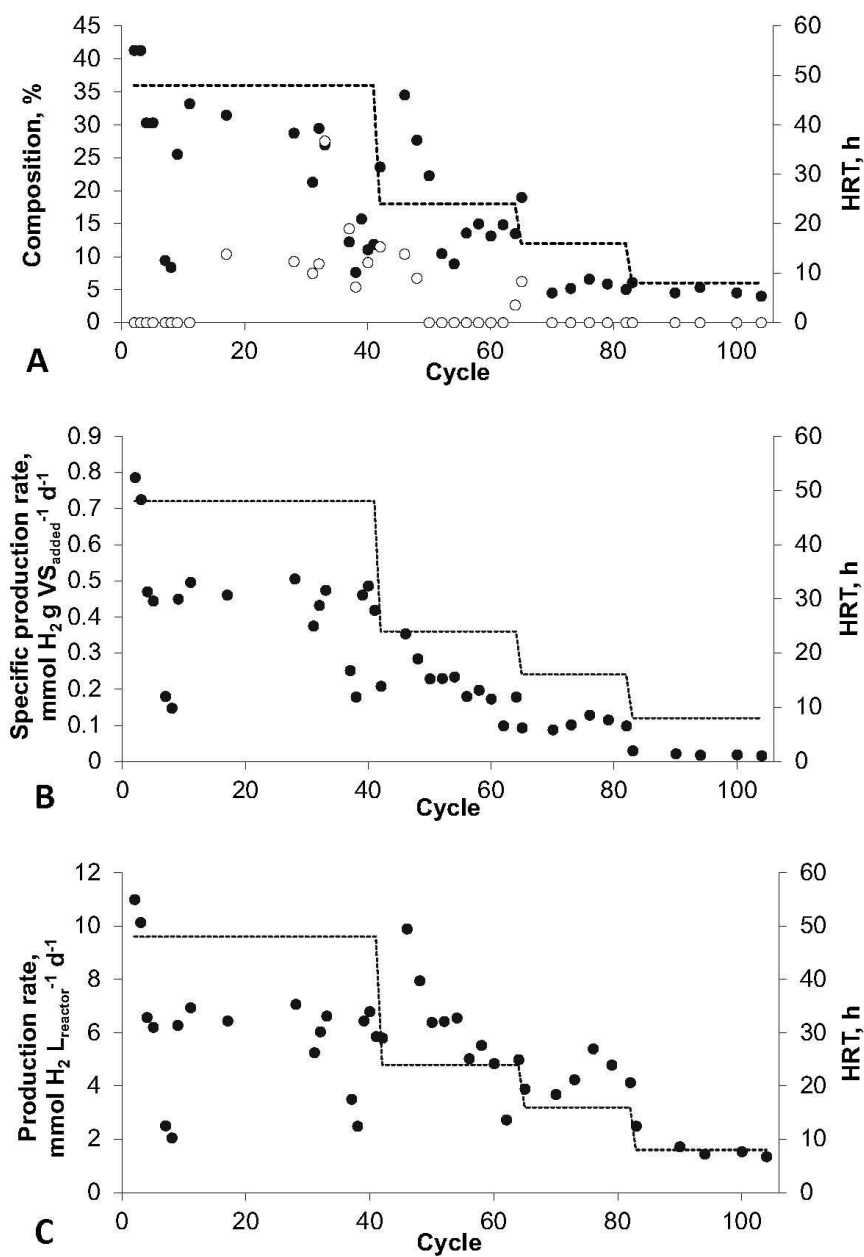 45
40
35
30
25
20
15
10
5
0
Composition, %
60
50
40
30
20
10
0
HRT, h
0 20 40 60 80 100
Cycle
A
0.9
0.8
0.7
0.6
0.5
0.4
0.3
0.2
0.1
0
Specific production rate,
mmol H2 g VSadded-1 d-1
60
50
40
30
20
10
0
HRT, h
0 20 40 60 80 100
Cycle
B
12
10
8
6
4
2
0
Production rate,
mmol H2 Lreactor-1 d-1
60
50
40
30
20
10
0
HRT, h
0 20 40 60 80 100
Cycle
C